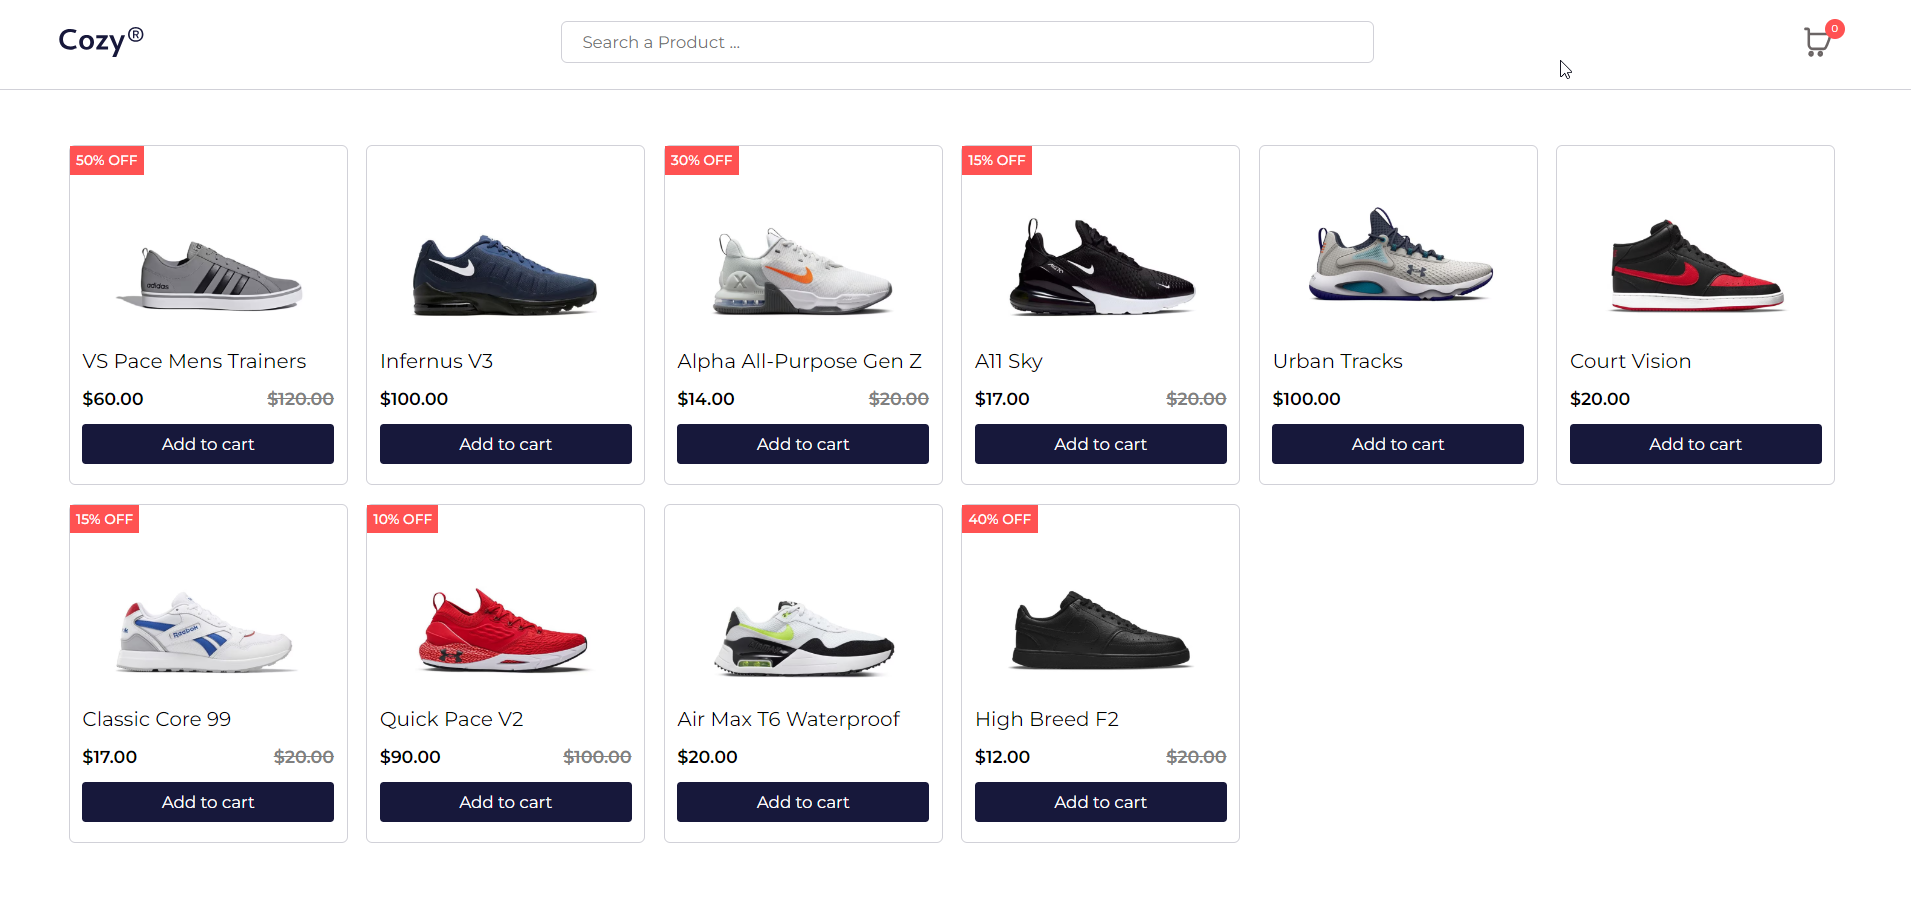 Cozy®
Search a Product ...
0
50% OFF
adidas
VS Pace Mens Trainers
$60.00 $120.00
Add to cart
Infernus V3
$100.00
Add to cart
30% OFF
Alpha All-Purpose Gen Z
$14.00 $20.00
Add to cart
15% OFF
A11 Sky
$17.00 $20.00
Add to cart
Urban Tracks
$100.00
Add to cart
Court Vision
$20.00
Add to cart
15% OFF
Reebok
Classic Core 99
$17.00 $20.00
Add to cart
10% OFF
Quick Pace V2
$90.00 $100.00
Add to cart
Air Max T6 Waterproof
$20.00
Add to cart
40% OFF
High Breed F2
$12.00 $20.00
Add to cart